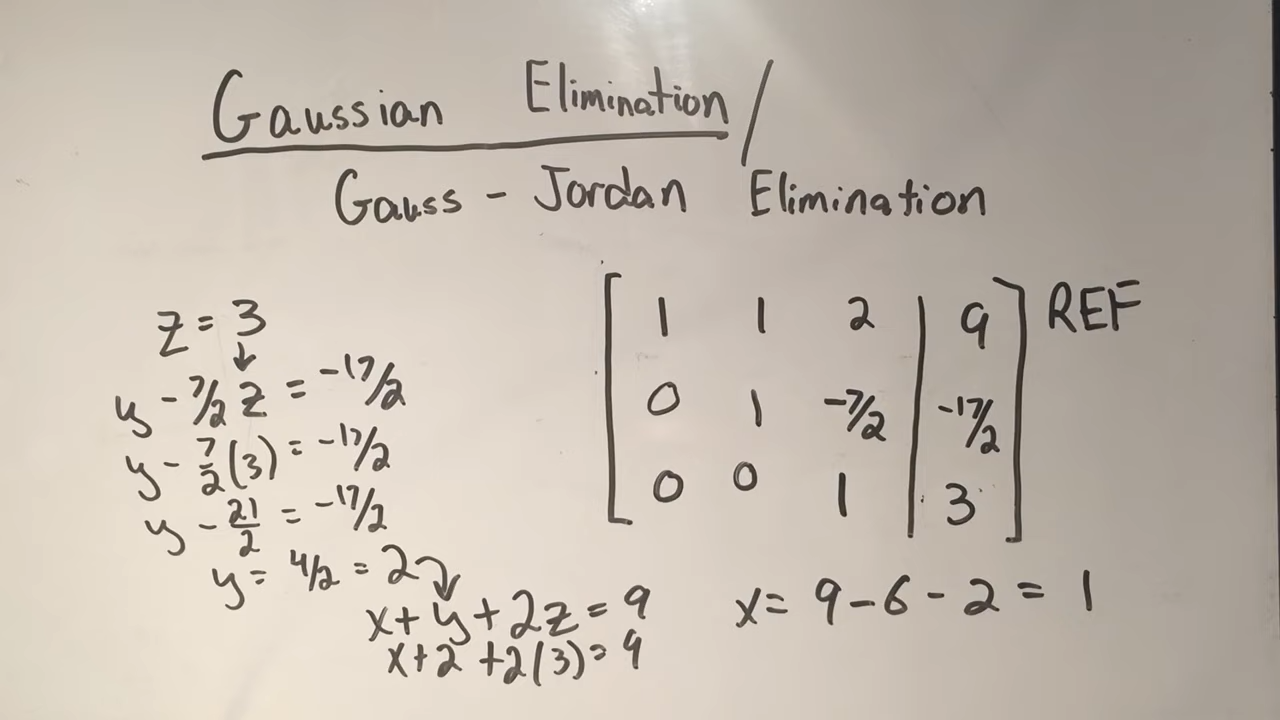 Gaussian Elimination /
Gauss - Jordan Elimination
z = 3
y - 7/2 z = -17/2
y - 7/2 (3) = -17/2
y - 21/2 = -17/2
y = 4/2 = 2
x + y + 2z = 9
x + 2 + 2(3) = 9
[ 1 1 2 | 9 ] REF
0 1 -7/2 | -17/2
0 0 1 | 3
x = 9 - 6 - 2 = 1